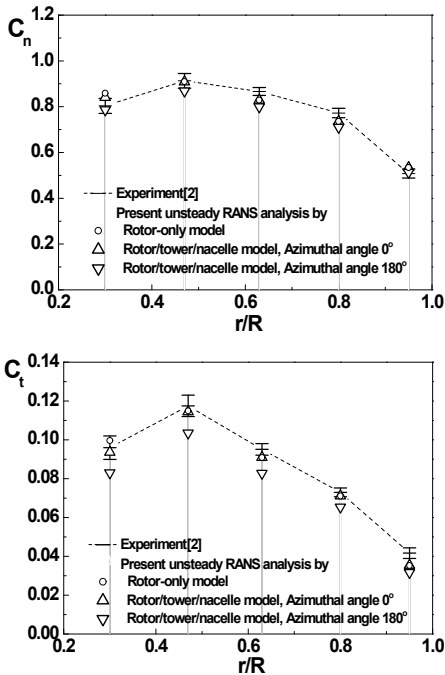 Cn
1.2
1.0
0.8
0.6
0.4
0.2
0.0
Experiment[2]
Present unsteady RANS analysis by
Rotor-only model
Rotor/tower/nacelle model, Azimuthal angle 0°
Rotor/tower/nacelle model, Azimuthal angle 180°
0.2 0.4 0.6 0.8 1.0
r/R
Ct
0.14
0.12
0.10
0.08
0.06
0.04
0.02
0.00
Experiment[2]
Present unsteady RANS analysis by
Rotor-only model
Rotor/tower/nacelle model, Azimuthal angle 0°
Rotor/tower/nacelle model, Azimuthal angle 180°
0.2 0.4 0.6 0.8 1.0
r/R